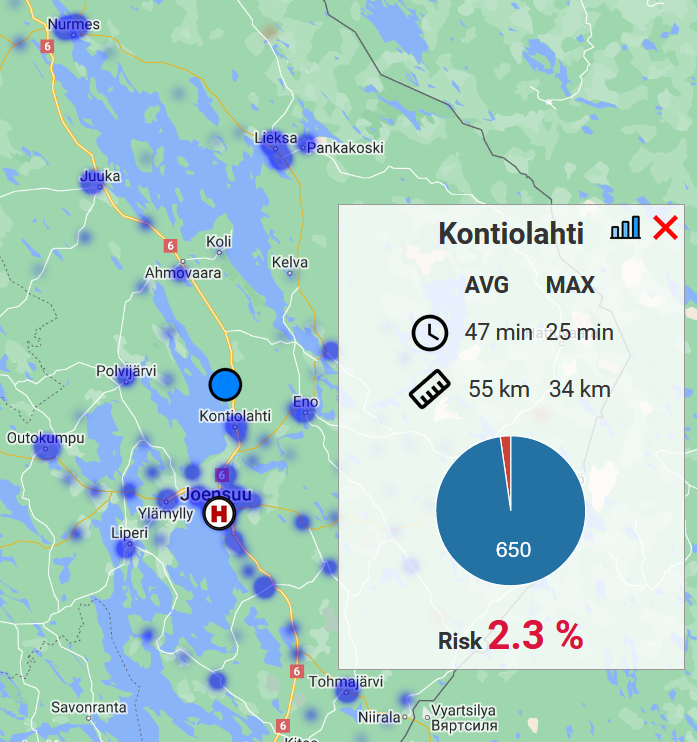 Nurmes
6
Lieksa
Pankakoski
Juuka
6
Koli
Ahmovaara
Kelva
Polvijärvi
Kontiolahti
Eno
Outokumpu
6
Joensuu
Ylämylly
H
Liperi
6
Tohmajärvi
Savonranta
Niirala
Vyartsilya
Вяртсиля
6
Kontiolahti
AVG MAX
47 min 25 min
55 km 34 km
650
Risk 2.3 %